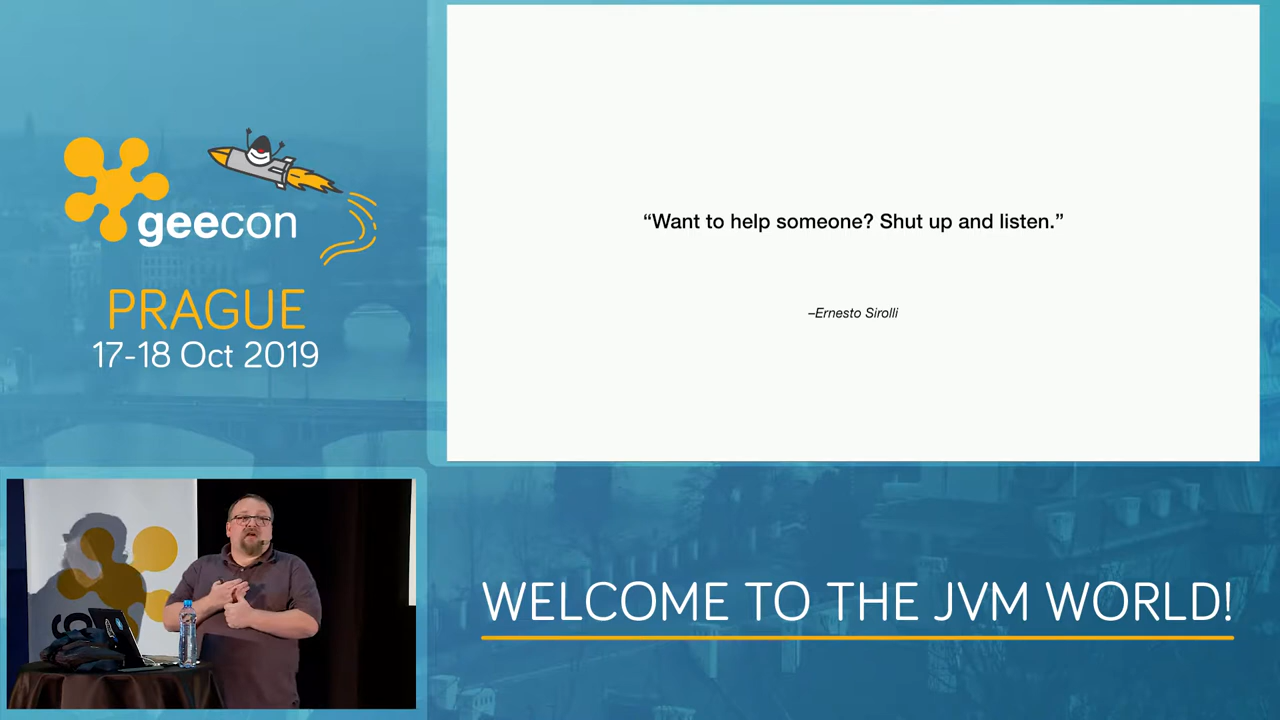 geecon
PRAGUE
17-18 Oct 2019
“Want to help someone? Shut up and listen.”
–Ernesto Sirolli
WELCOME TO THE JVM WORLD!